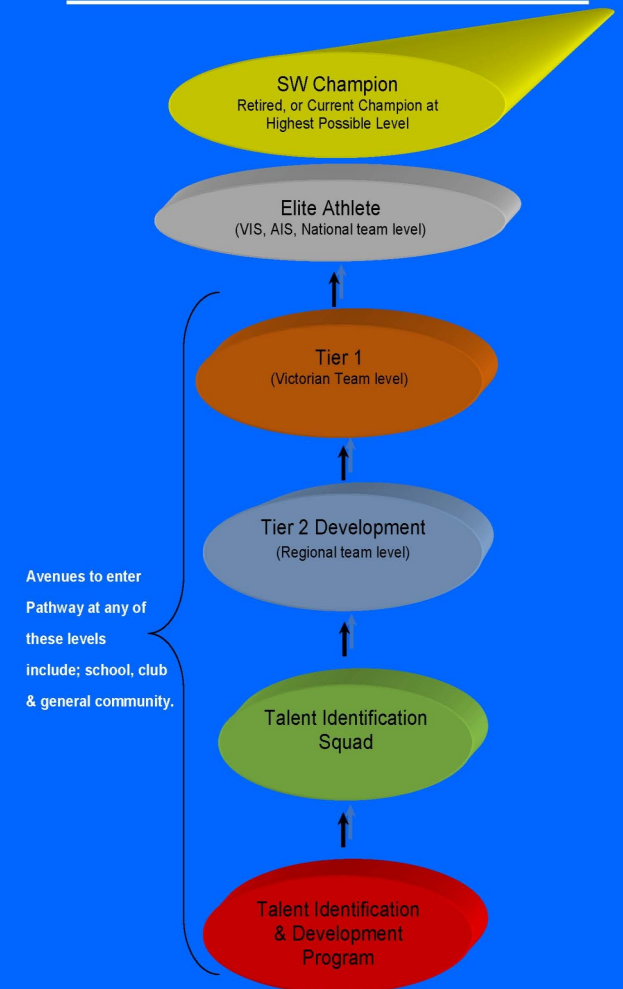 SW Champion
Retired, or Current Champion at
Highest Possible Level
Elite Athlete
(VIS, AIS, National team level)
Tier 1
(Victorian Team level)
Tier 2 Development
(Regional team level)
Avenues to enter
Pathway at any of
these levels
include; school, club
& general community.
Talent Identification
Squad
Talent Identification
& Development
Program